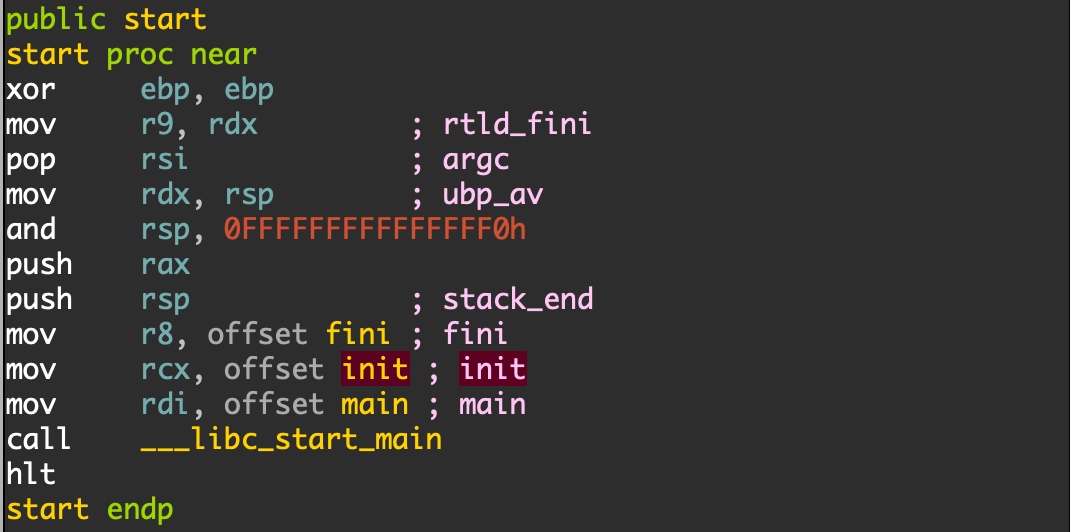 public start
start proc near
xor     ebp, ebp
mov     r9, rdx         ; rtld_fini
pop     rsi             ; argc
mov     rdx, rsp        ; ubp_av
and     rsp, 0FFFFFFFFFFFFFFF0h
push    rax
push    rsp             ; stack_end
mov     r8, offset fini ; fini
mov     rcx, offset init ; init
mov     rdi, offset main ; main
call    ___libc_start_main
hlt
start endp